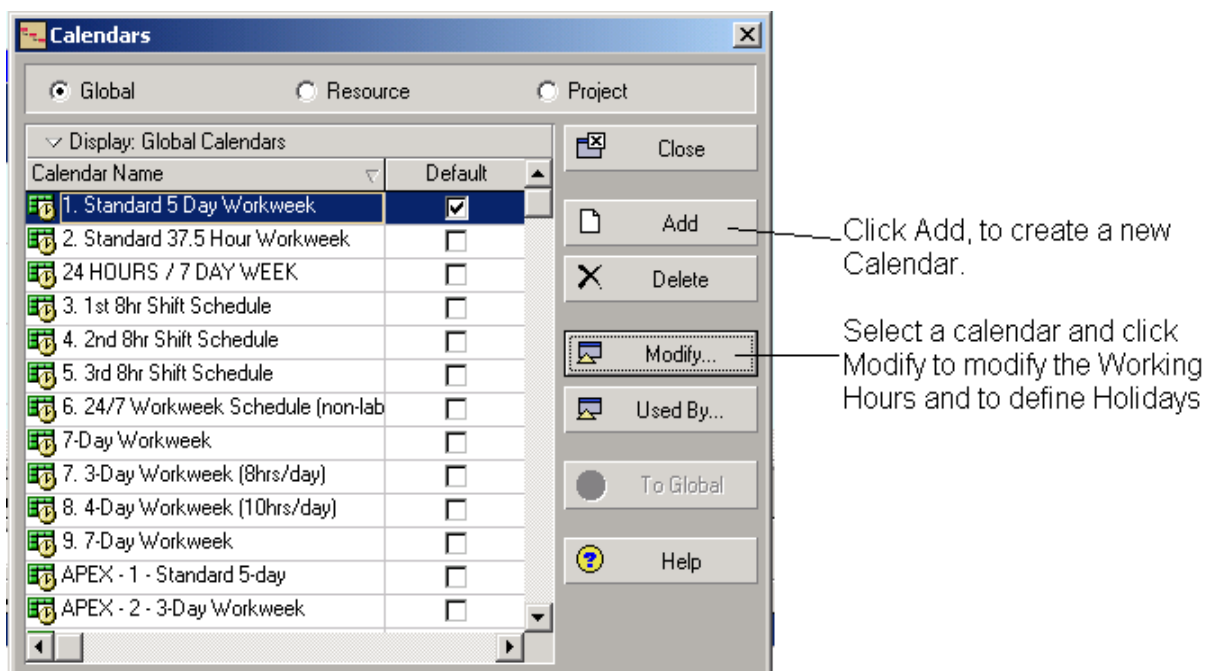 Calendars
Global Resource Project
Display: Global Calendars
Close
Calendar Name Default
1. Standard 5 Day Workweek
2. Standard 37.5 Hour Workweek
Add
Click Add, to create a new
Calendar.
24 HOURS / 7 DAY WEEK
Delete
3. 1st 8hr Shift Schedule
4. 2nd 8hr Shift Schedule
Modify...
Select a calendar and click
Modify to modify the Working
Hours and to define Holidays
5. 3rd 8hr Shift Schedule
6. 24/7 Workweek Schedule (non-lab
Used By...
7-Day Workweek
7. 3-Day Workweek (8hrs/day)
To Global
8. 4-Day Workweek (10hrs/day)
9. 7-Day Workweek
Help
APEX - 1 - Standard 5-day
APEX - 2 - 3-Day Workweek